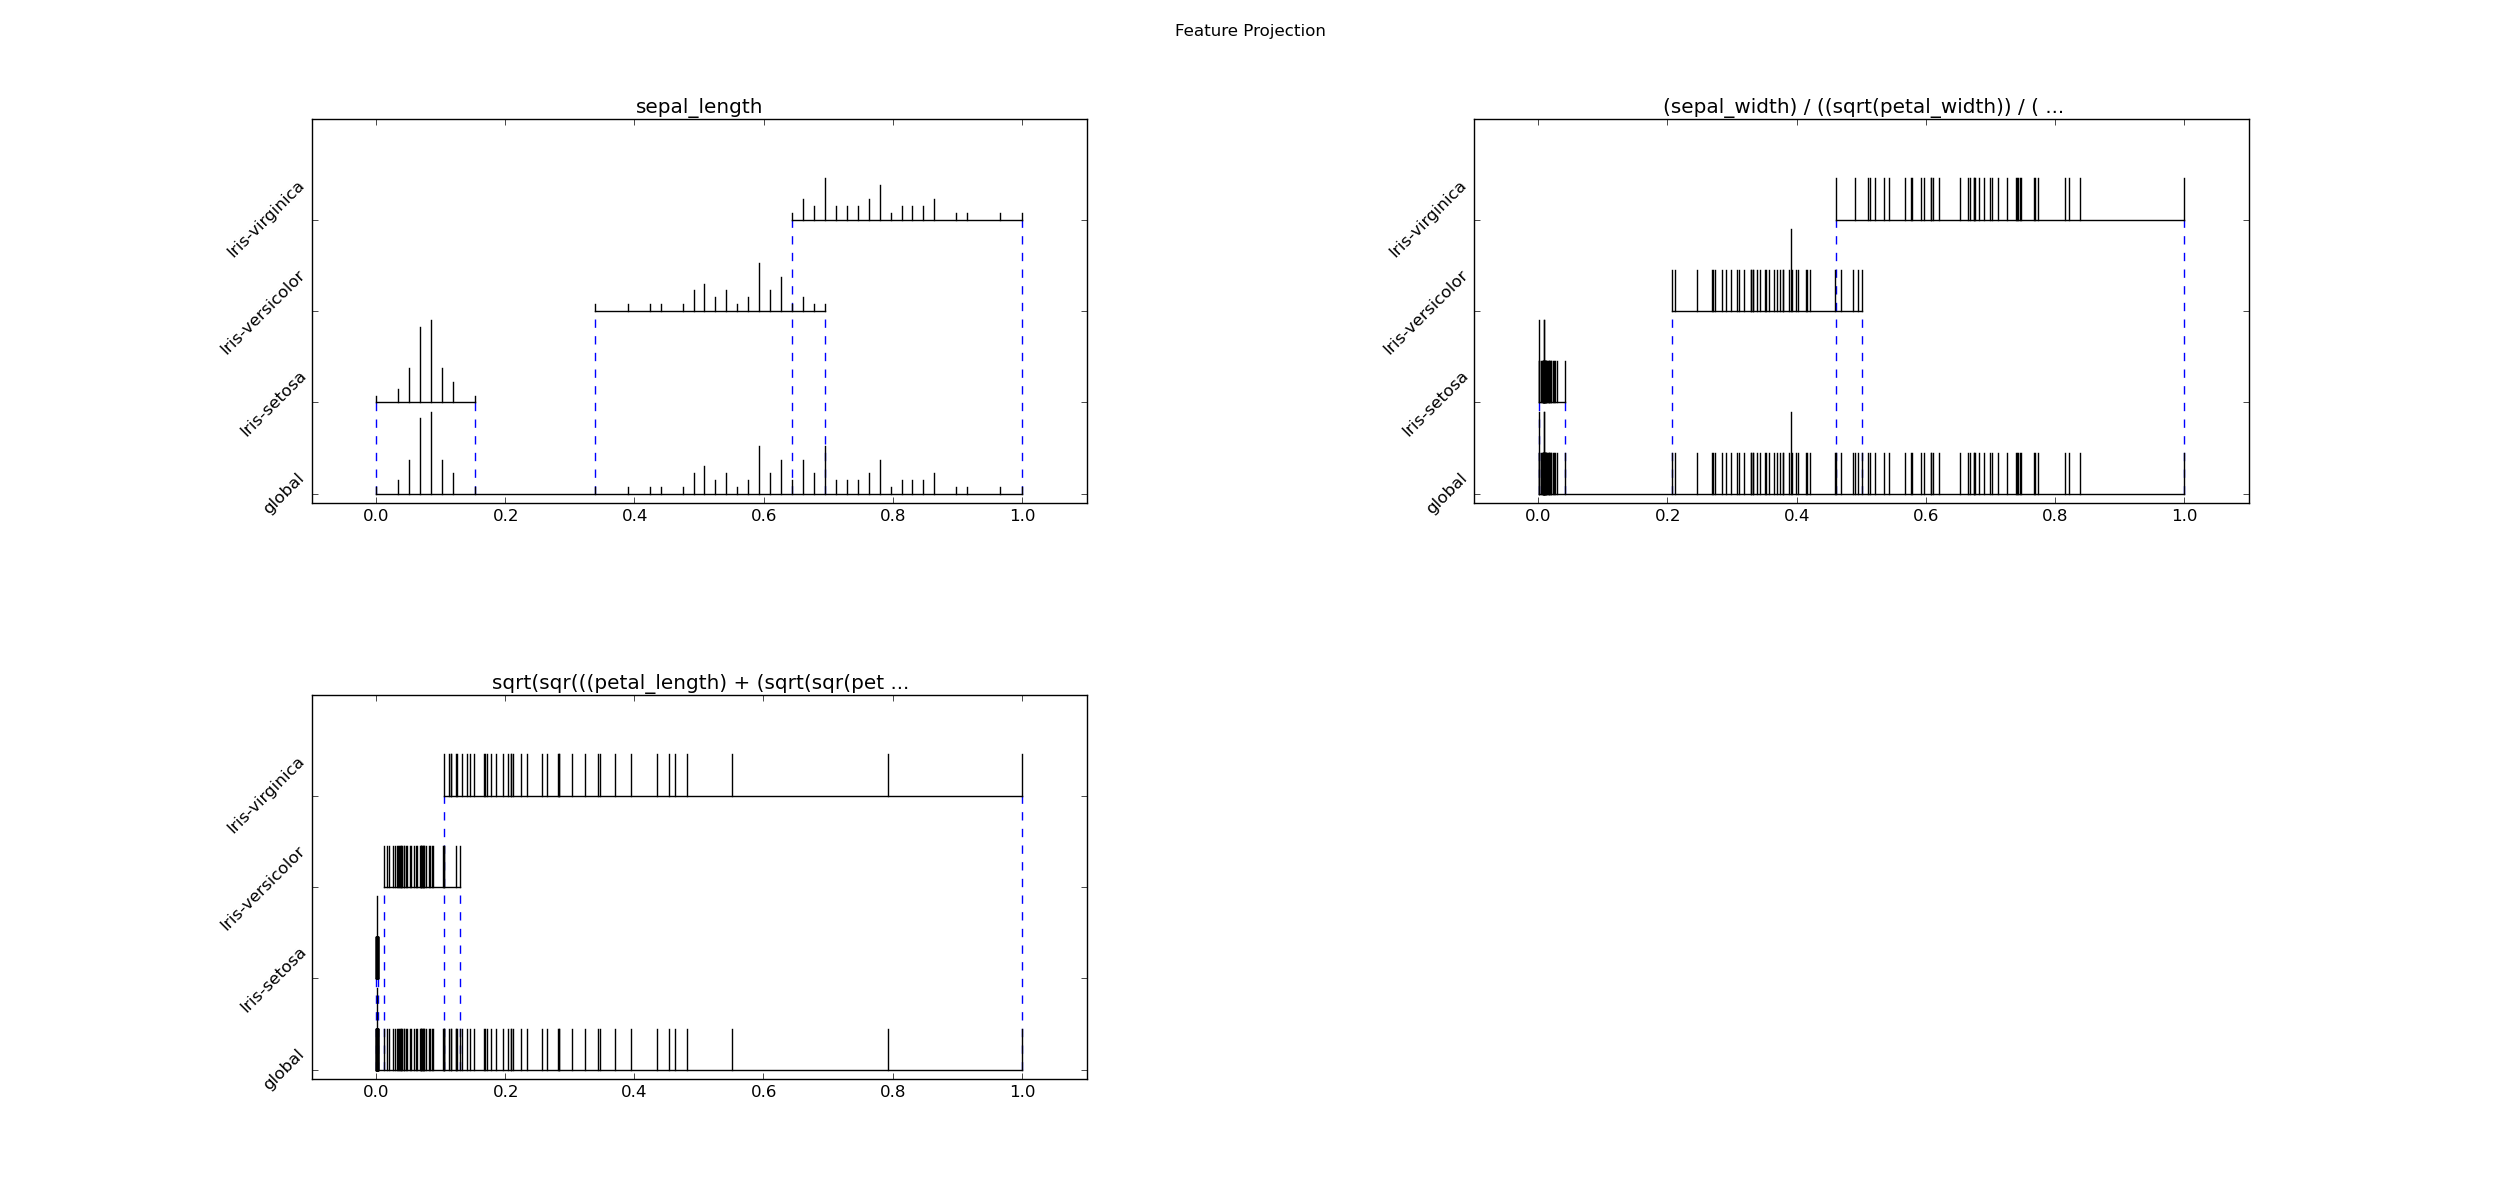 Feature Projection
sepal_length
Iris-virginica
Iris-versicolor
Iris-setosa
global
0.0 0.2 0.4 0.6 0.8 1.0
(sepal_width) / ((sqrt(petal_width)) / ( ...
Iris-virginica
Iris-versicolor
Iris-setosa
global
0.0 0.2 0.4 0.6 0.8 1.0
sqrt(sqr(((petal_length) + (sqrt(sqr(pet ...
Iris-virginica
Iris-versicolor
Iris-setosa
global
0.0 0.2 0.4 0.6 0.8 1.0